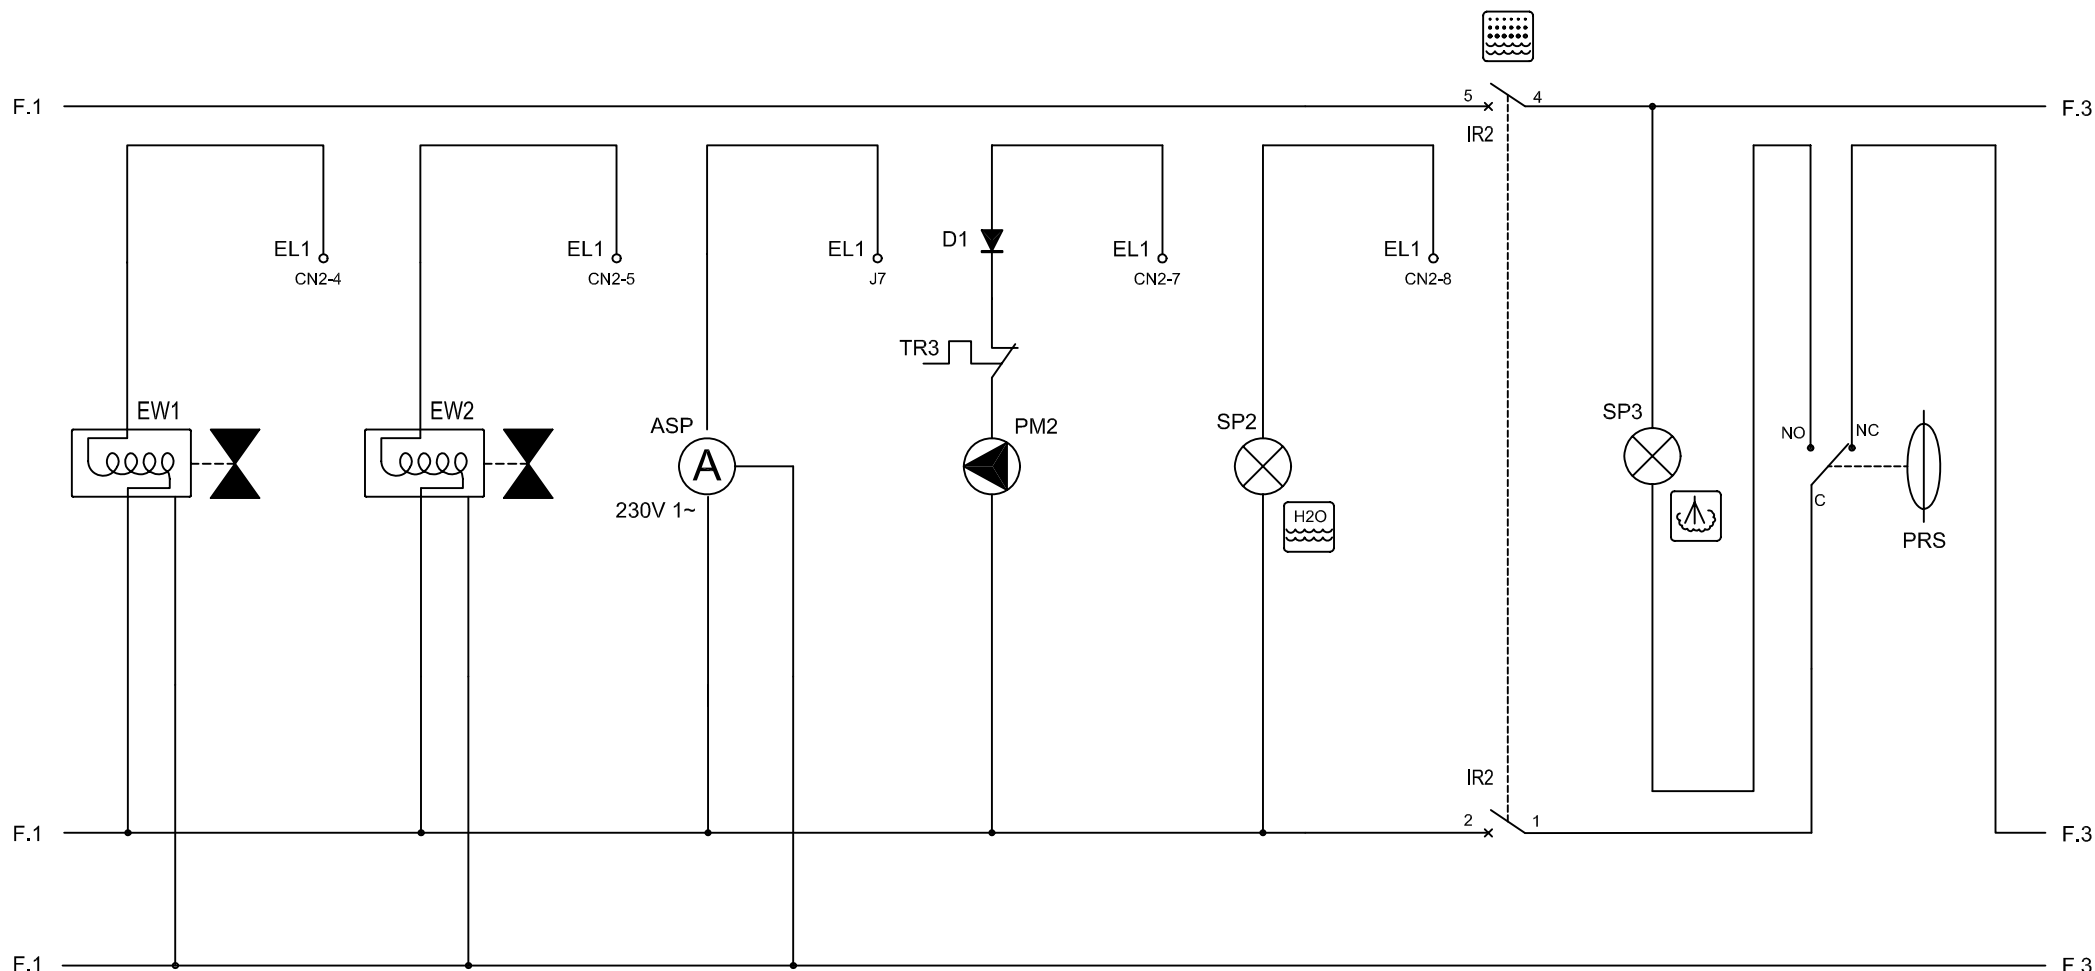 5
4
F.1
F.3
IR2
EL1
EL1
EL1
D1
EL1
EL1
CN2-4
CN2-5
J7
CN2-7
CN2-8
TR3
EW1
EW2
ASP
PM2
SP2
SP3
NO
NC
A
230V 1~
H2O
C
PRS
IR2
2
1
F.1
F.3
F.1
F.3